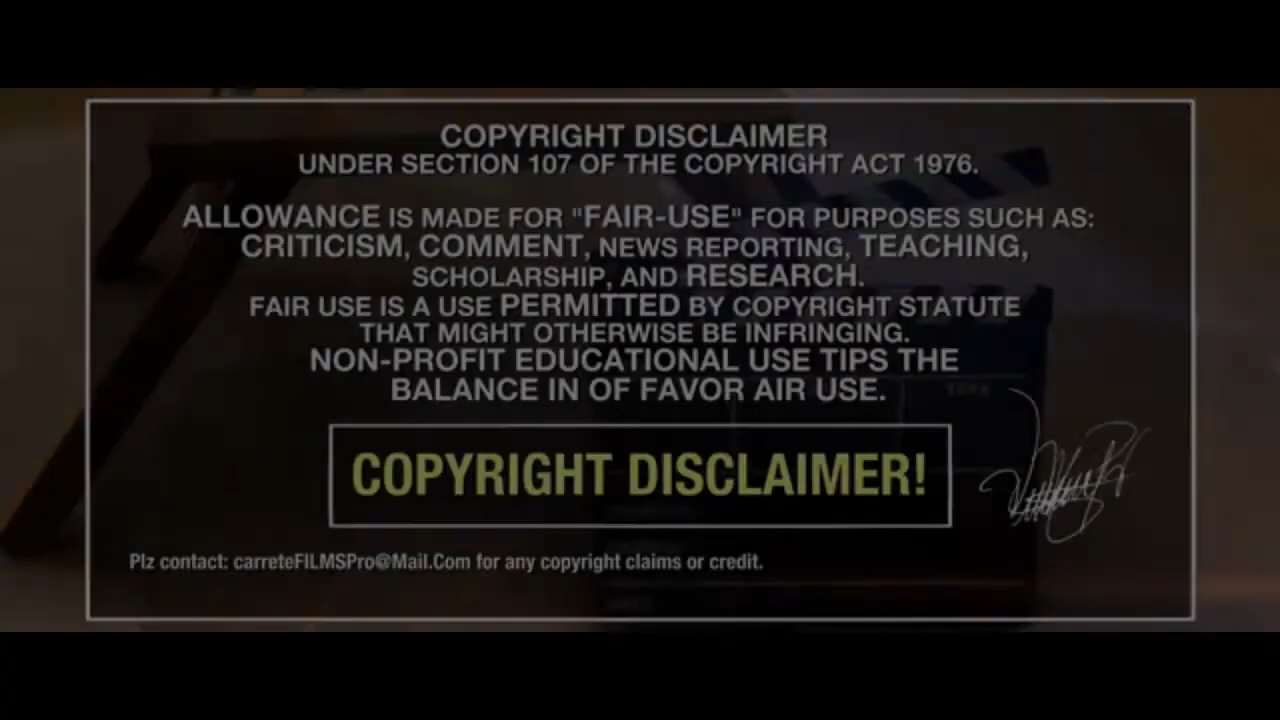 COPYRIGHT DISCLAIMER
UNDER SECTION 107 OF THE COPYRIGHT ACT 1976.
ALLOWANCE IS MADE FOR "FAIR-USE" FOR PURPOSES SUCH AS:
CRITICISM, COMMENT, NEWS REPORTING, TEACHING,
SCHOLARSHIP, AND RESEARCH.
FAIR USE IS A USE PERMITTED BY COPYRIGHT STATUTE
THAT MIGHT OTHERWISE BE INFRINGING.
NON-PROFIT EDUCATIONAL USE TIPS THE
BALANCE IN OF FAVOR AIR USE.
COPYRIGHT DISCLAIMER!
Plz contact: carreteFILMSPro@Mail.Com for any copyright claims or credit.